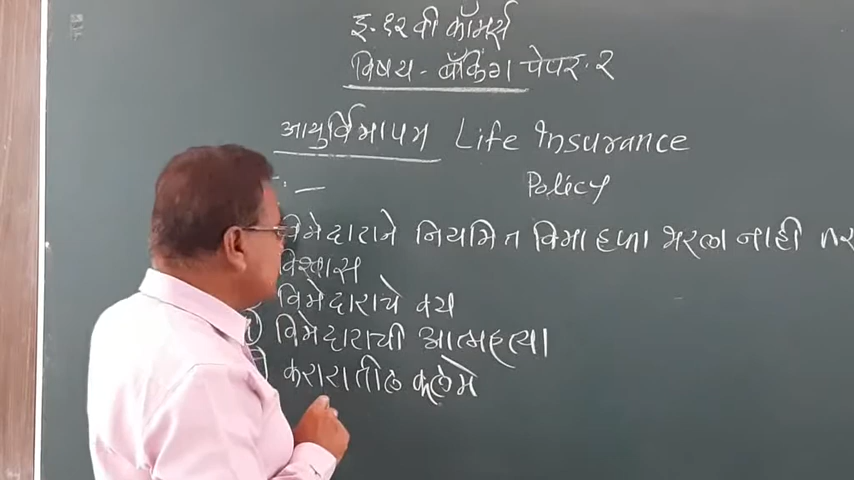 इ. १२ वी कॉमर्स
विषय - बँकिंग पेपर. २
आयुर्विमापत्र Life Insurance
Policy
विमेदाराने नियमित विमा हप्ता भरला नाही तर
विश्वास
विमेदाराचे वय
विमेदाराची आत्महत्या
करारातील कलमे